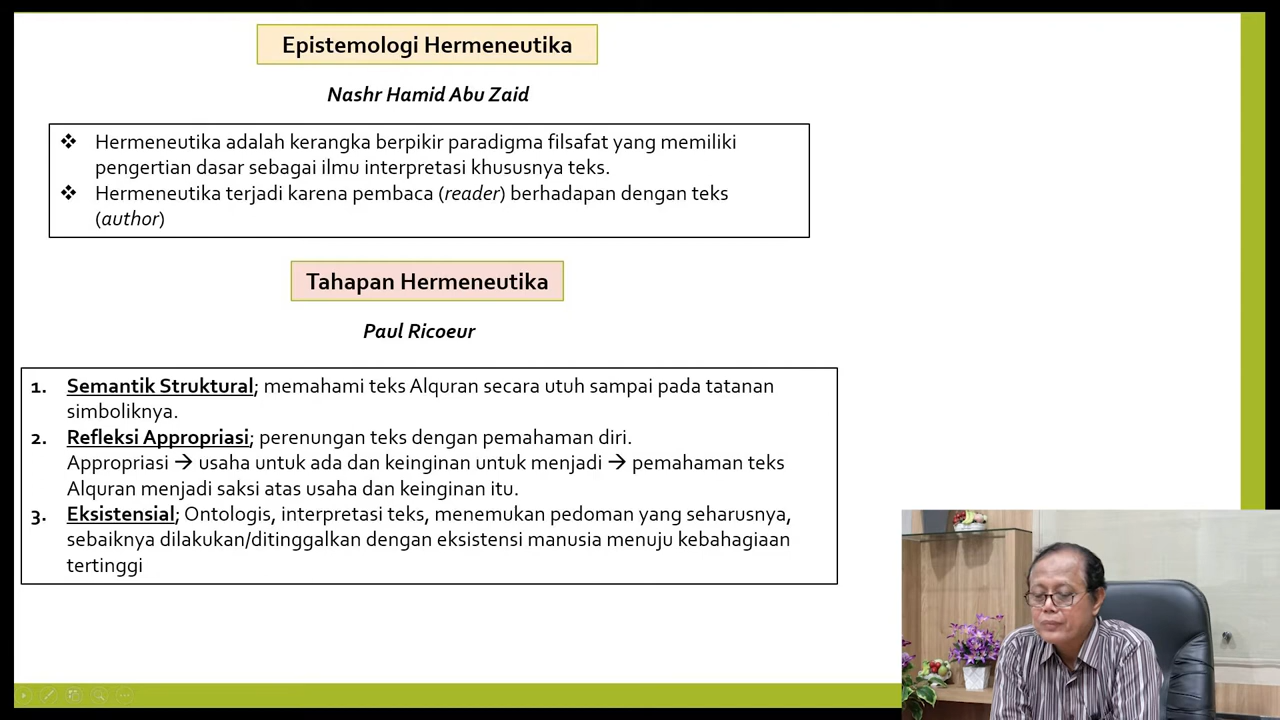 Epistemologi Hermeneutika
Nashr Hamid Abu Zaid
❖ Hermeneutika adalah kerangka berpikir paradigma filsafat yang memiliki
pengertian dasar sebagai ilmu interpretasi khususnya teks.
❖ Hermeneutika terjadi karena pembaca (reader) berhadapan dengan teks
(author)
Tahapan Hermeneutika
Paul Ricoeur
1. Semantik Struktural; memahami teks Alquran secara utuh sampai pada tatanan
simboliknya.
2. Refleksi Appropriasi; perenungan teks dengan pemahaman diri.
Appropriasi → usaha untuk ada dan keinginan untuk menjadi → pemahaman teks
Alquran menjadi saksi atas usaha dan keinginan itu.
3. Eksistensial; Ontologis, interpretasi teks, menemukan pedoman yang seharusnya,
sebaiknya dilakukan/ditinggalkan dengan eksistensi manusia menuju kebahagiaan
tertinggi